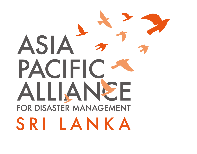 ASIA
PACIFIC
ALLIANCE
FOR DISASTER MANAGEMENT
SRI LANKA